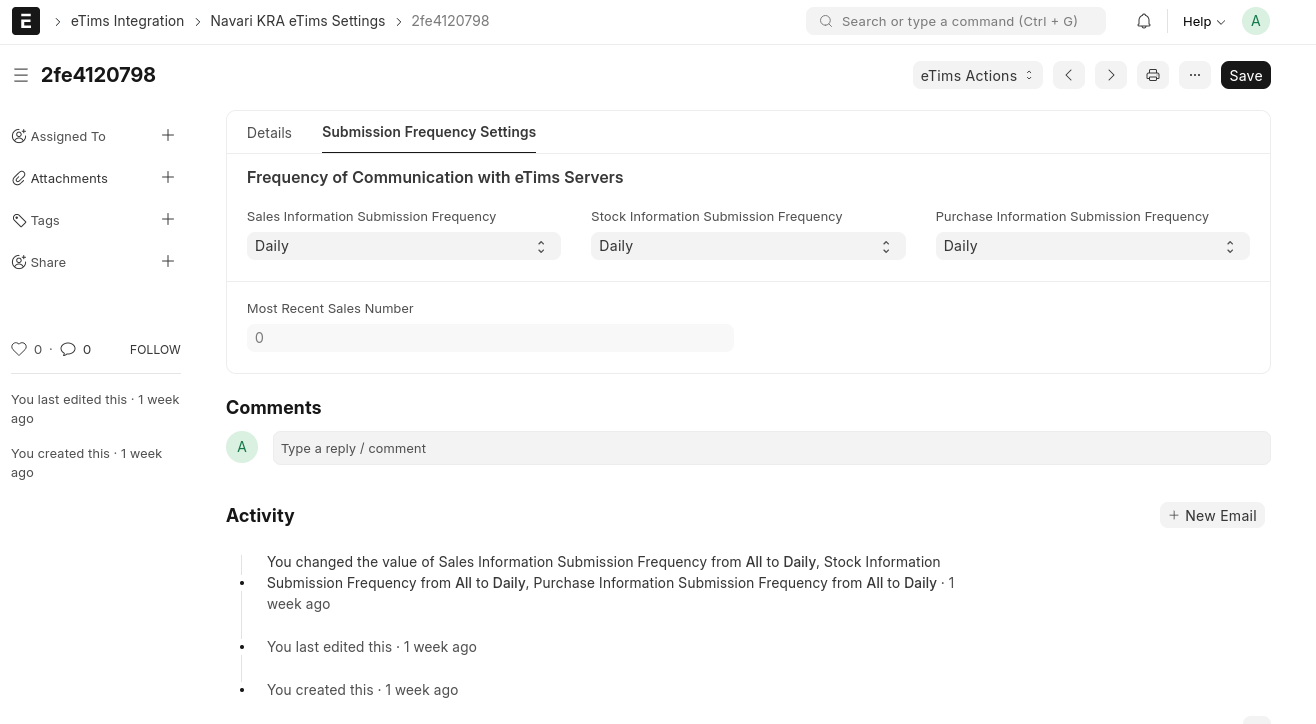 E
eTims Integration
Navari KRA eTims Settings
2fe4120798
Search or type a command (Ctrl + G)
Help
A
2fe4120798
eTims Actions
···
Save
Assigned To
Attachments
Tags
Share
0 · 0 FOLLOW
You last edited this · 1 week
ago
You created this · 1 week
ago
Details
Submission Frequency Settings
Frequency of Communication with eTims Servers
Sales Information Submission Frequency
Daily
Stock Information Submission Frequency
Daily
Purchase Information Submission Frequency
Daily
Most Recent Sales Number
0
Comments
A
Type a reply / comment
Activity
+ New Email
You changed the value of Sales Information Submission Frequency from All to Daily, Stock Information
Submission Frequency from All to Daily, Purchase Information Submission Frequency from All to Daily · 1
week ago
You last edited this · 1 week ago
You created this · 1 week ago